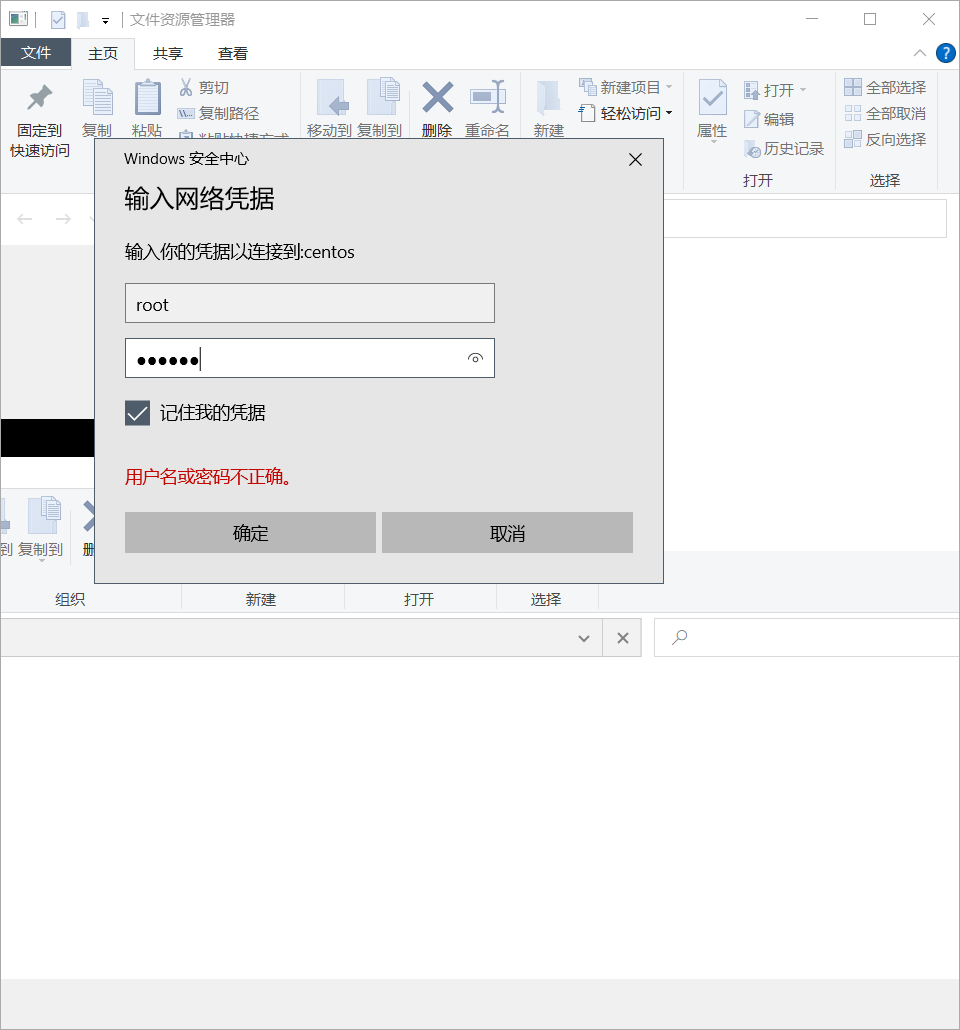 文件资源管理器
文件 主页 共享 查看
固定到快速访问
复制
粘贴
剪切
复制路径
粘贴快捷方式
移动到 复制到 删除 重命名 新建
新建项目
轻松访问
属性
打开
编辑
历史记录
打开
全部选择
全部取消
反向选择
选择
Windows 安全中心
输入网络凭据
输入你的凭据以连接到:centos
root
记住我的凭据
用户名或密码不正确。
确定 取消
到 复制到 删
组织 新建 打开 选择